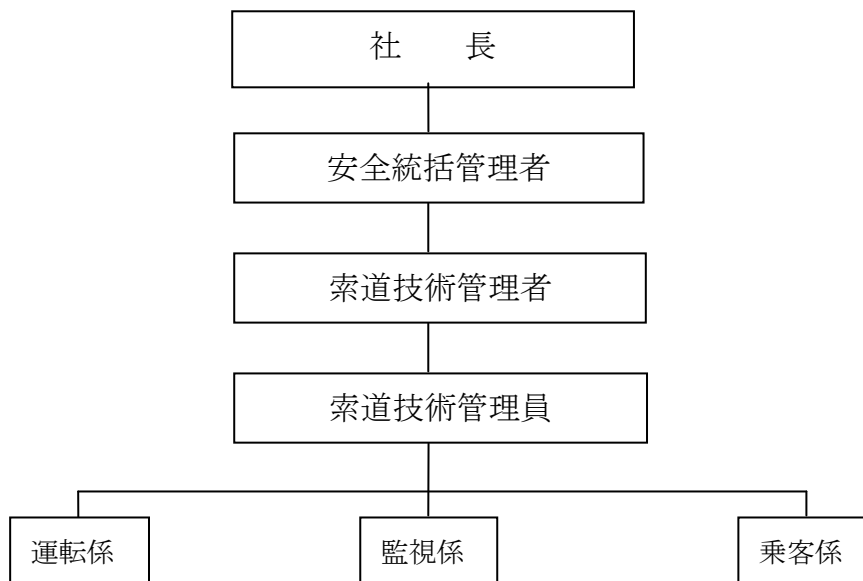 社　　長
安全統括管理者
索道技術管理者
索道技術管理員
運転係
監視係
乗客係